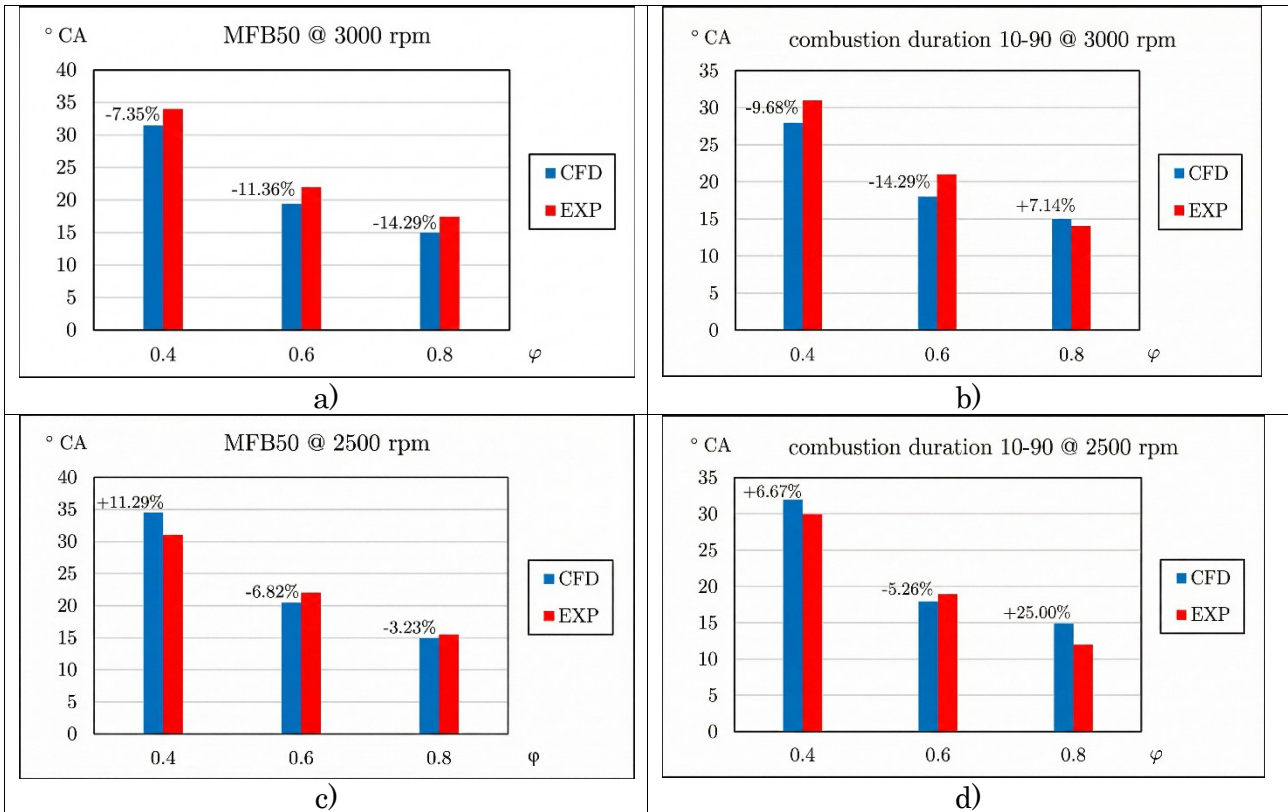 ° CA
MFB50 @ 3000 rpm
40
35
30
25
20
15
10
5
0
-7.35%
-11.36%
-14.29%
0.4
0.6
0.8
φ
CFD
EXP
a)
° CA
combustion duration 10-90 @ 3000 rpm
35
30
25
20
15
10
5
0
-9.68%
-14.29%
+7.14%
0.4
0.6
0.8
φ
CFD
EXP
b)
° CA
MFB50 @ 2500 rpm
40
35
30
25
20
15
10
5
0
+11.29%
-6.82%
-3.23%
0.4
0.6
0.8
φ
CFD
EXP
c)
° CA
combustion duration 10-90 @ 2500 rpm
35
30
25
20
15
10
5
0
+6.67%
-5.26%
+25.00%
0.4
0.6
0.8
φ
CFD
EXP
d)